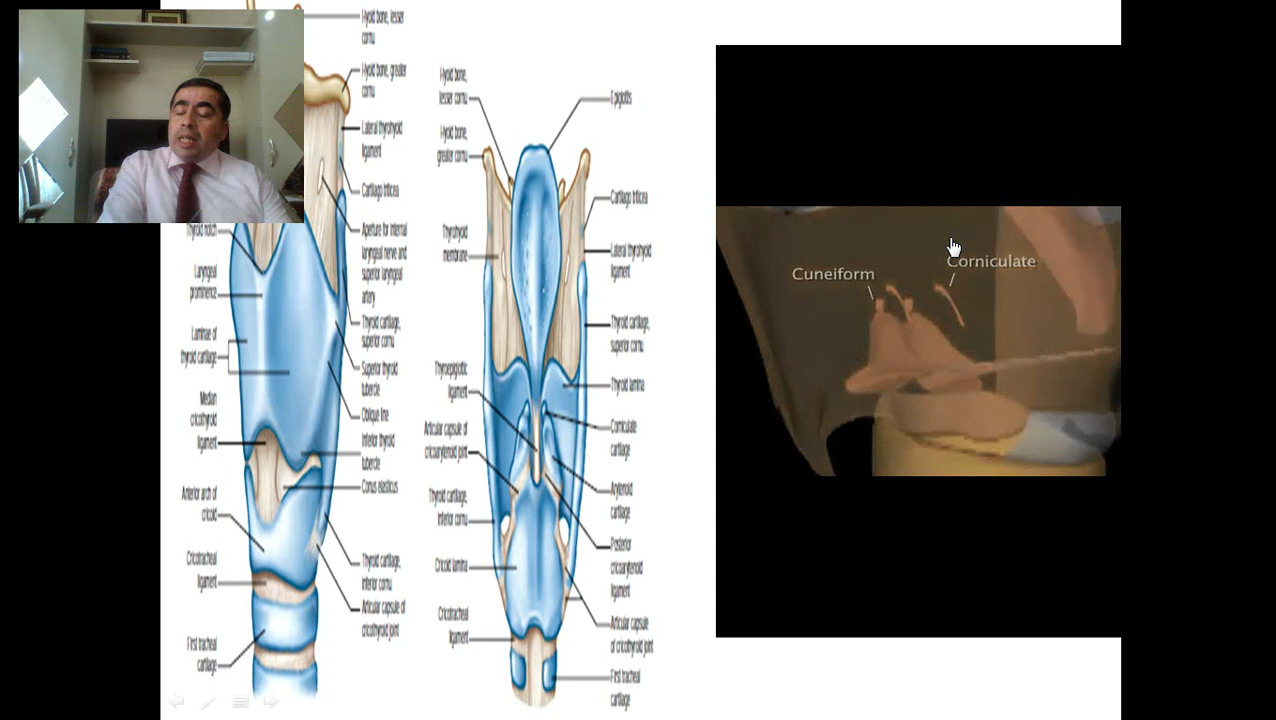 Hyoid bone, lesser
cornu
Hyoid bone, greater
cornu
Lateral thyrohyoid
ligament
Cartilago triticea
Aperture for internal
laryngeal nerve and
superior laryngeal
artery
Thyroid cartilage,
superior cornu
Superior thyroid
tubercle
Oblique line
Inferior thyroid
tubercle
Conus elasticus
Thyroid cartilage,
inferior cornu
Articular capsule of
cricothyroid joint
Thyroid notch
Laryngeal
prominence
Laminae of
thyroid cartilage
Median
cricothyroid
ligament
Anterior arch of
cricoid
Cricotracheal
ligament
First tracheal
cartilage
Hyoid bone,
lesser cornu
Hyoid bone,
greater cornu
Thyrohyoid
membrane
Thyroepiglottic
ligament
Articular capsule of
cricoarytenoid joint
Thyroid cartilage,
inferior cornu
Cricoid lamina
Cricotracheal
ligament
Epiglottis
Cartilago triticea
Lateral thyrohyoid
ligament
Thyroid cartilage,
superior cornu
Thyroid lamina
Corniculate
cartilage
Arytenoid
cartilage
Posterior
cricoarytenoid
ligament
Articular capsule
of cricothyroid joint
First tracheal
cartilage
Cuneiform
Corniculate